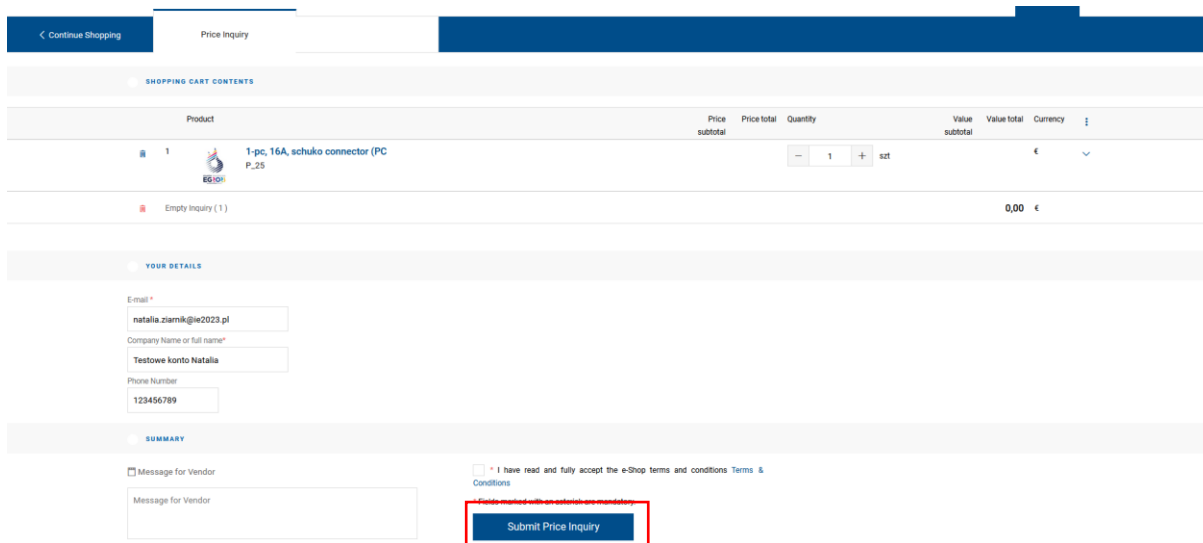 Continue Shopping
Price Inquiry
SHOPPING CART CONTENTS
Product Price subtotal Price total Quantity Value subtotal Value total Currency
1 1-pc, 16A, schuko connector (PC − 1 + szt €
P_25
Empty Inquiry ( 1 ) 0,00 €
YOUR DETAILS
E-mail *
natalia.ziarnik@ie2023.pl
Company Name or full name*
Testowe konto Natalia
Phone Number
123456789
SUMMARY
Message for Vendor
Message for Vendor
* I have read and fully accept the e-Shop terms and conditions Terms &
Conditions
* Fields marked with an asterisk are mandatory.
Submit Price Inquiry